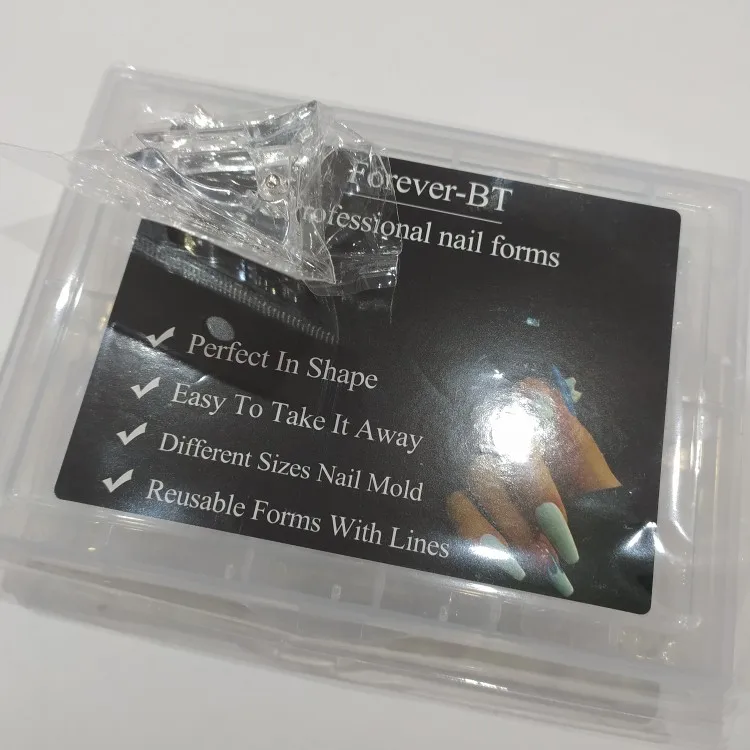 Forever-BT
Professional nail forms
Perfect In Shape
Easy To Take It Away
Different Sizes Nail Mold
Reusable Forms With Lines